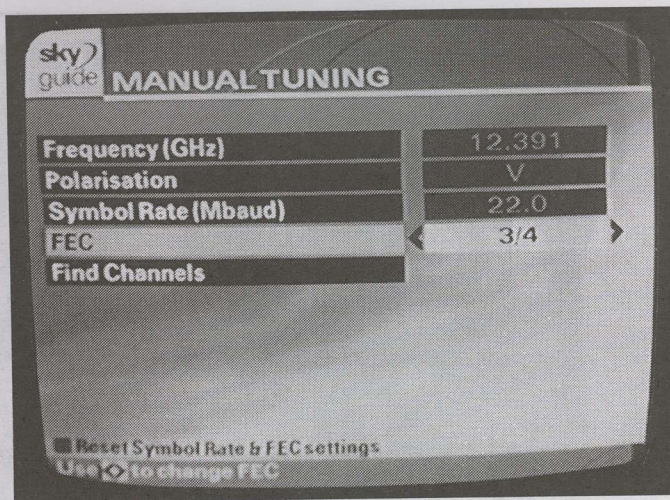 sky
guide
MANUAL TUNING
Frequency (GHz) 12.391
Polarisation V
Symbol Rate (Mbaud) 22.0
FEC 3/4
Find Channels
Reset Symbol Rate & FEC settings
Use <> to change FEC